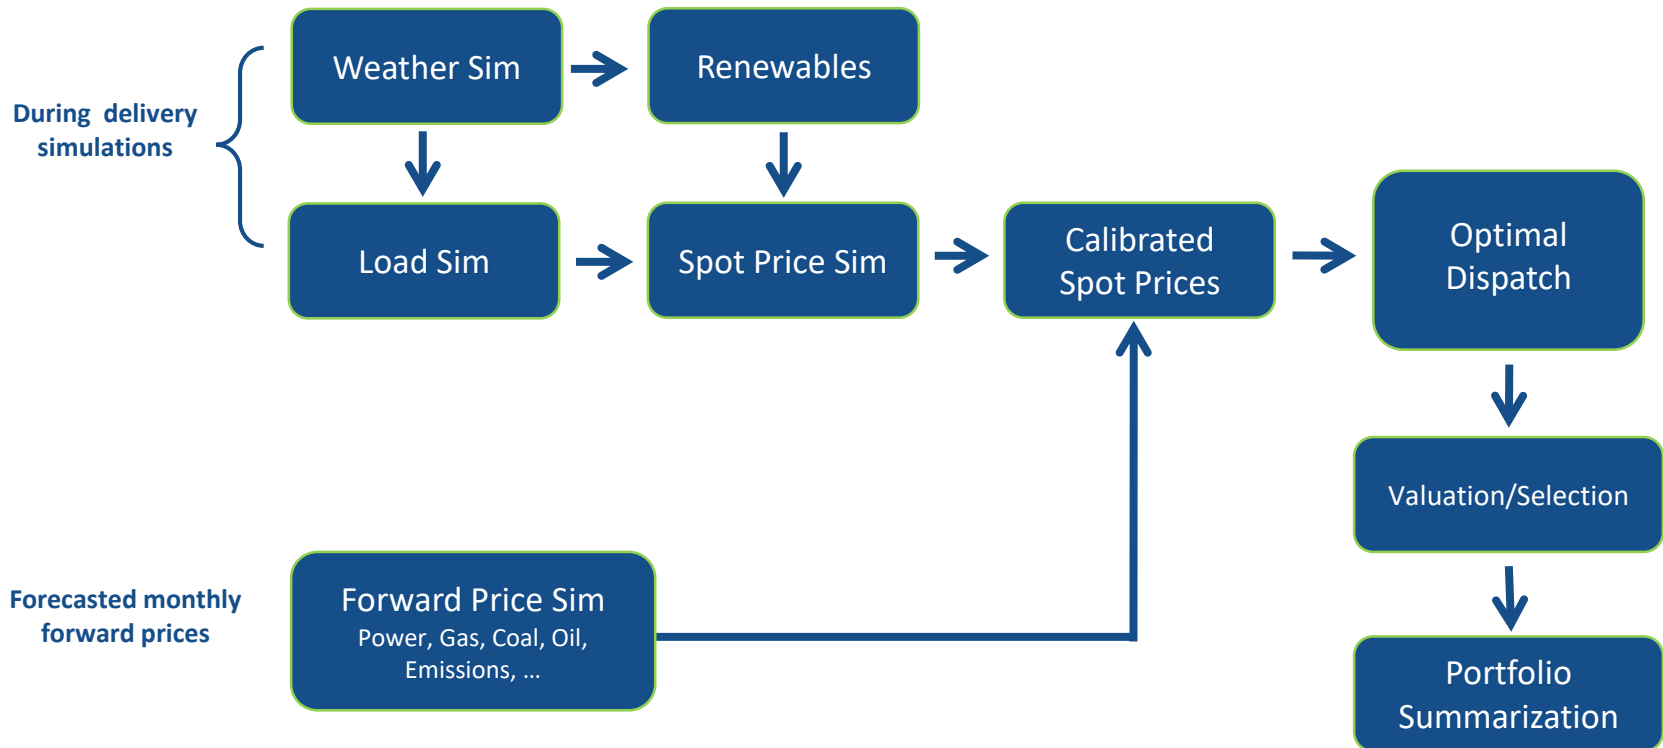 Weather Sim
Renewables
During delivery
simulations
Load Sim
Spot Price Sim
Calibrated
Spot Prices
Optimal
Dispatch
Valuation/Selection
Forecasted monthly
forward prices
Forward Price Sim
Power, Gas, Coal, Oil,
Emissions, ...
Portfolio
Summarization